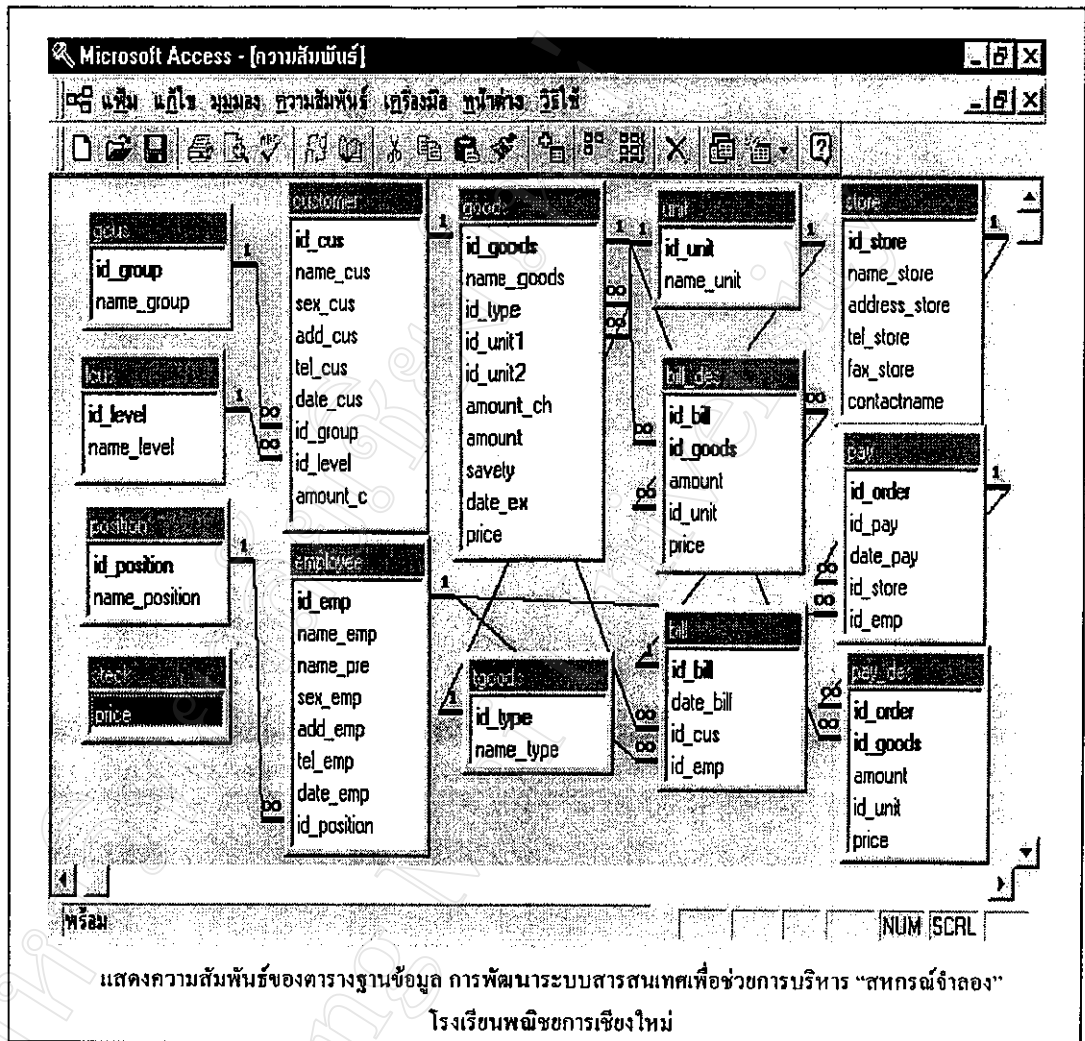 Microsoft Access - [ความสัมพันธ์]
แฟ้ม แก้ไข มุมมอง ความสัมพันธ์ เครื่องมือ หน้าต่าง วิธีใช้
gcus
id_group
name_group
lcus
id_level
name_level
position
id_position
name_position
check
price
customer
id_cus
name_cus
sex_cus
add_cus
tel_cus
date_cus
id_group
id_level
amount_c
employee
id_emp
name_emp
name_pre
sex_emp
add_emp
tel_emp
date_emp
id_position
goods
id_goods
name_goods
id_type
id_unit1
id_unit2
amount_ch
amount
savely
date_ex
price
tgoods
id_type
name_type
unit
id_unit
name_unit
bill_des
id_bill
id_goods
amount
id_unit
price
bill
id_bill
date_bill
id_cus
id_emp
store
id_store
name_store
address_store
tel_store
fax_store
contactname
pay
id_order
id_pay
date_pay
id_store
id_emp
pay_des
id_order
id_goods
amount
id_unit
price
พร้อม
NUM SCRL
แสดงความสัมพันธ์ของตารางฐานข้อมูล การพัฒนาระบบสารสนเทศเพื่อช่วยการบริหาร “สหกรณ์จำลอง”
โรงเรียนพณิชยการเชียงใหม่